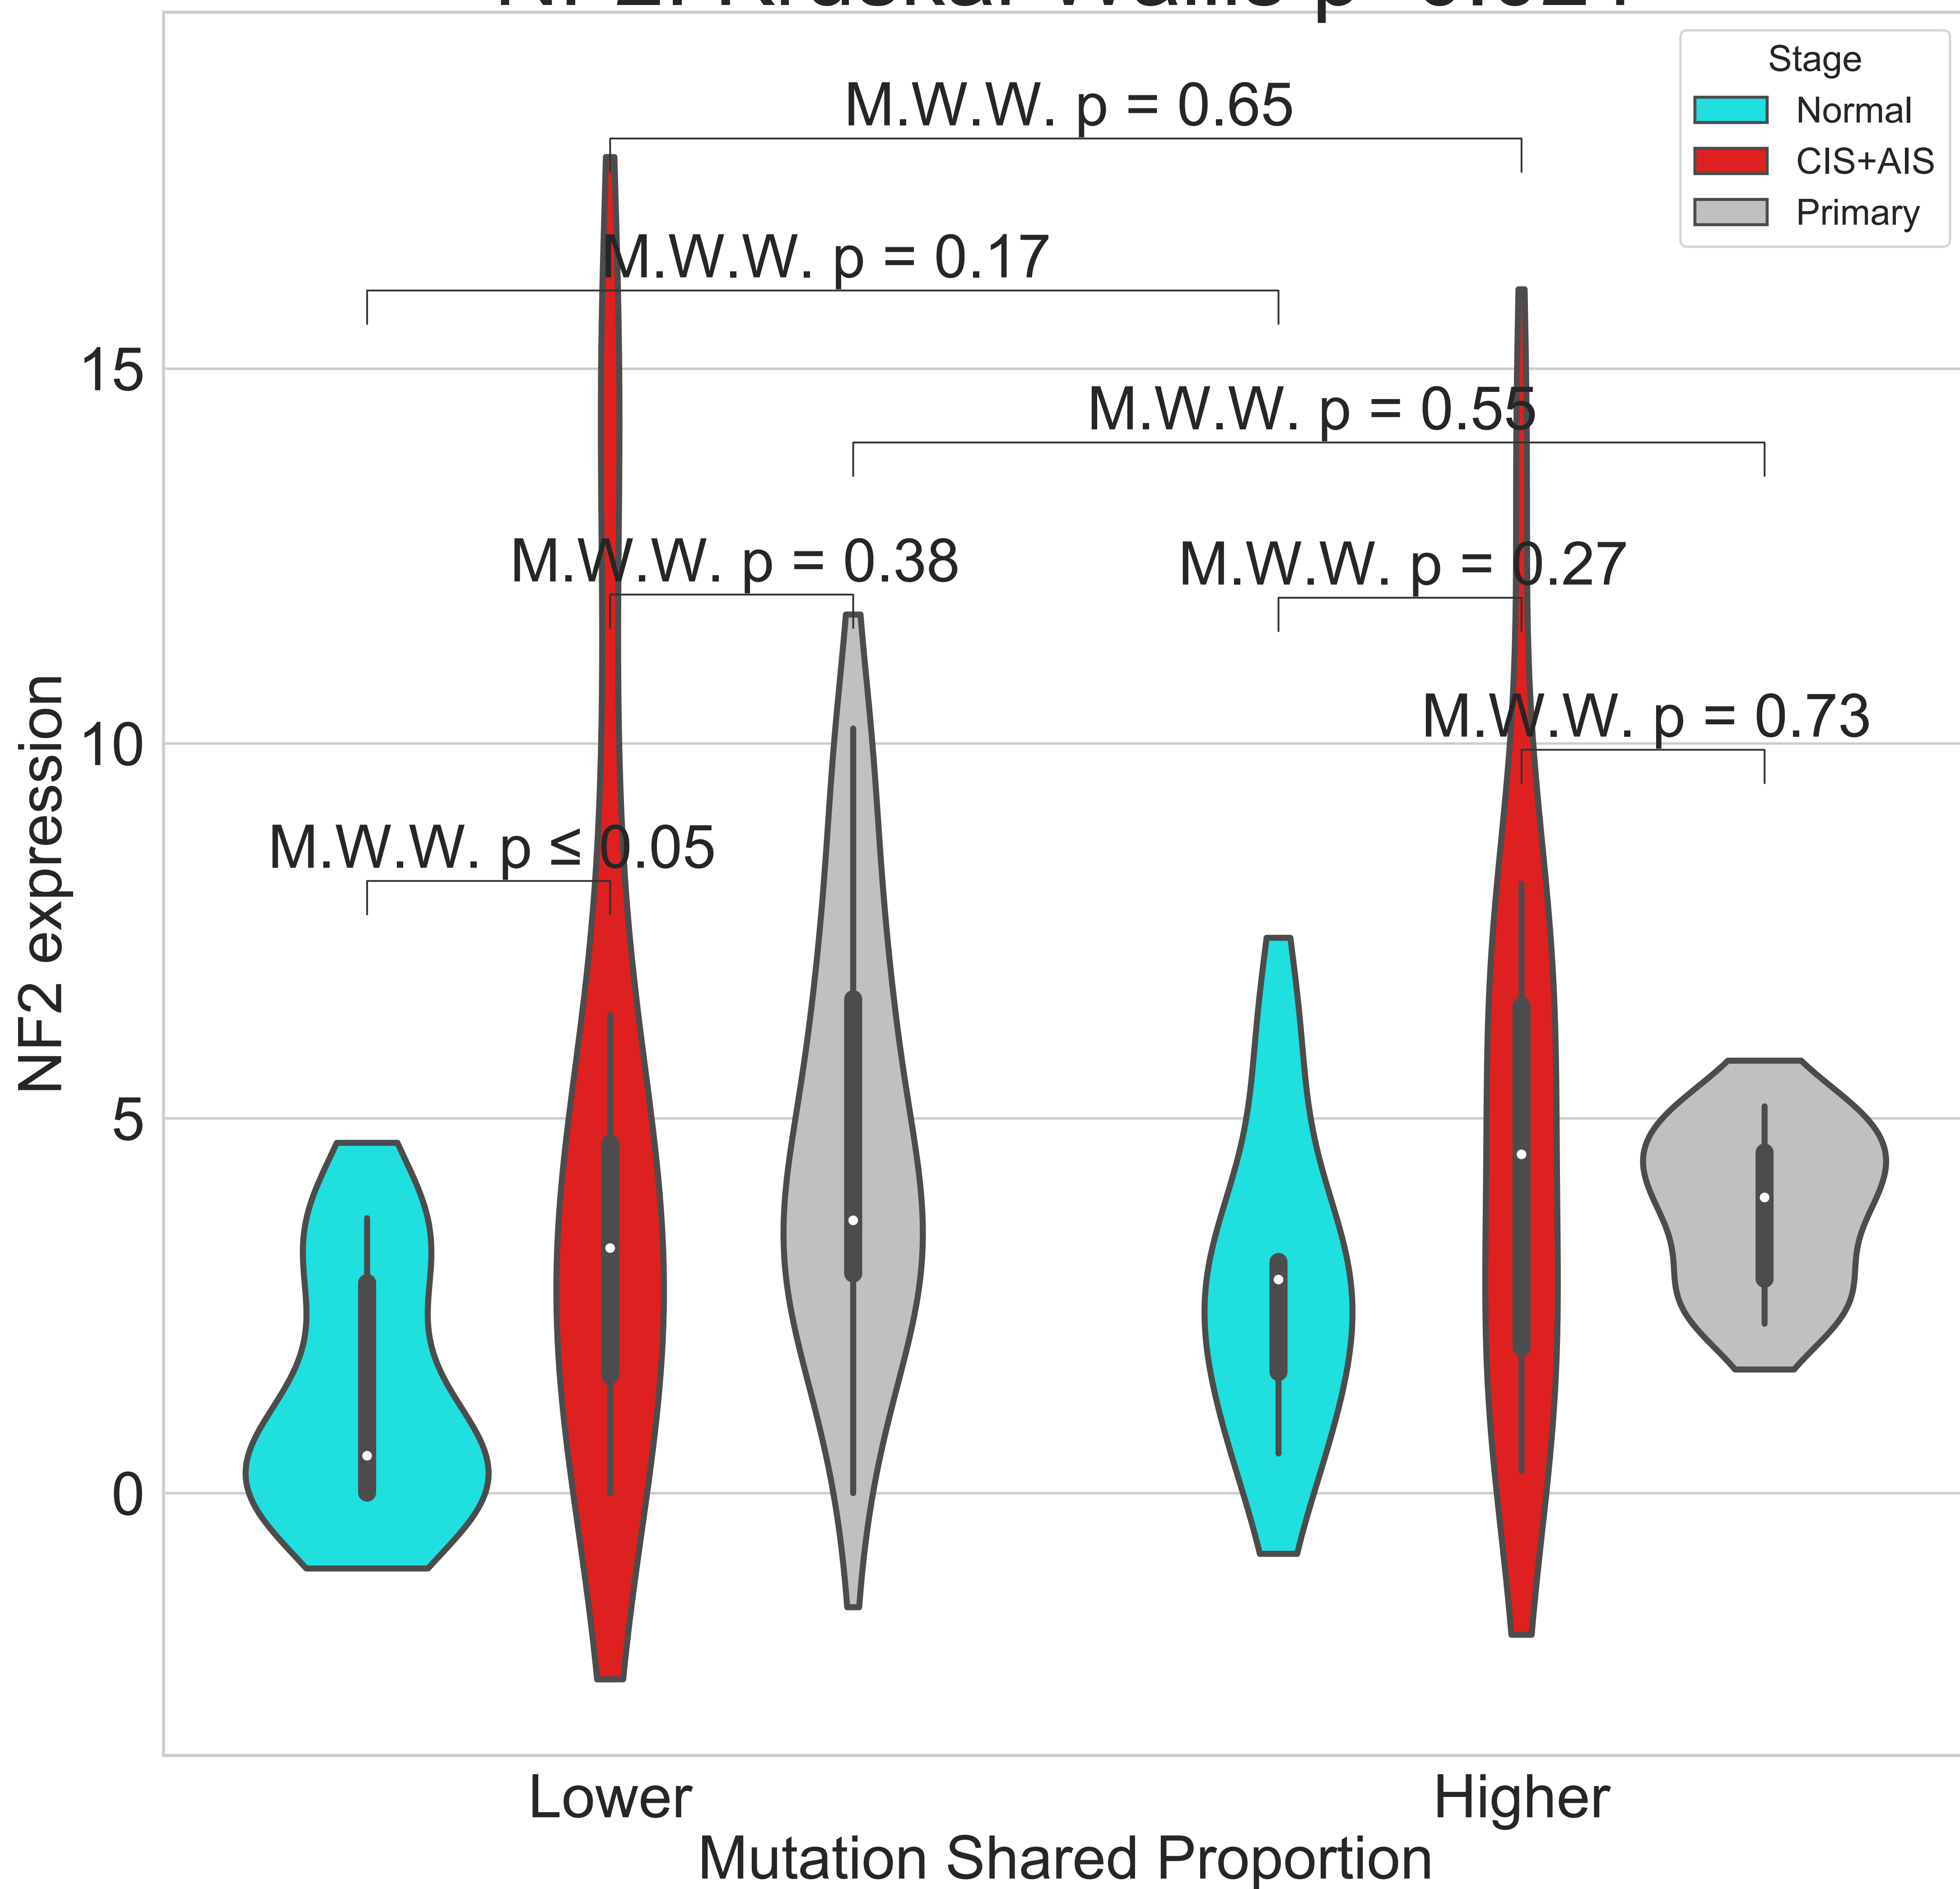 Stage
Normal
CIS+AIS
Primary
M.W.W. p = 0.65
M.W.W. p = 0.17
M.W.W. p = 0.55
M.W.W. p = 0.38
M.W.W. p = 0.27
M.W.W. p = 0.73
M.W.W. p ≤ 0.05
15
10
5
0
NF2 expression
Lower
Higher
Mutation Shared Proportion